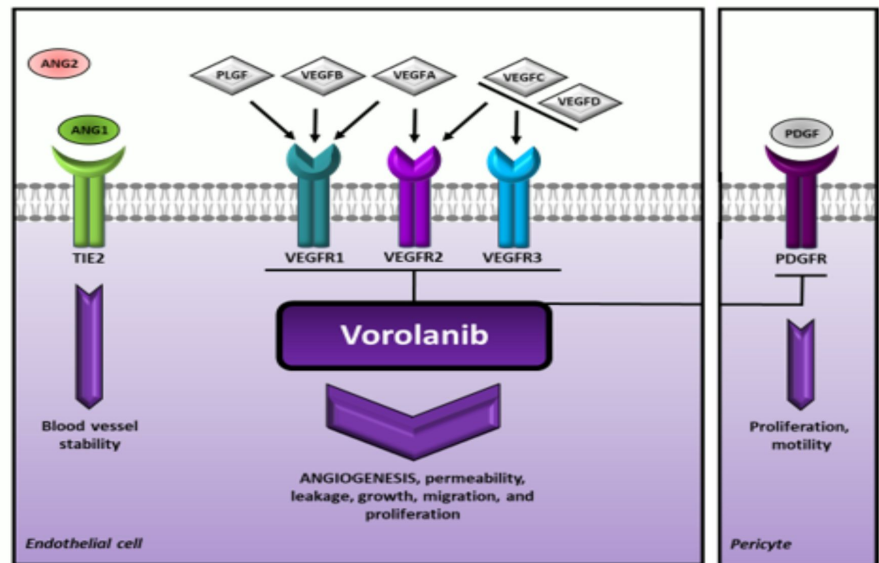 ANG2
PLGF
VEGFB
VEGFA
VEGFC
VEGFD
ANG1
PDGF
TIE2
VEGFR1
VEGFR2
VEGFR3
PDGFR
Vorolanib
Blood vessel
stability
Proliferation,
motility
ANGIOGENESIS, permeability,
leakage, growth, migration, and
proliferation
Endothelial cell
Pericyte